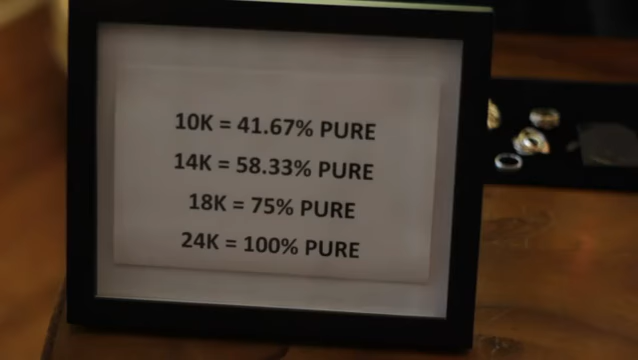 10K = 41.67% PURE
14K = 58.33% PURE
18K = 75% PURE
24K = 100% PURE